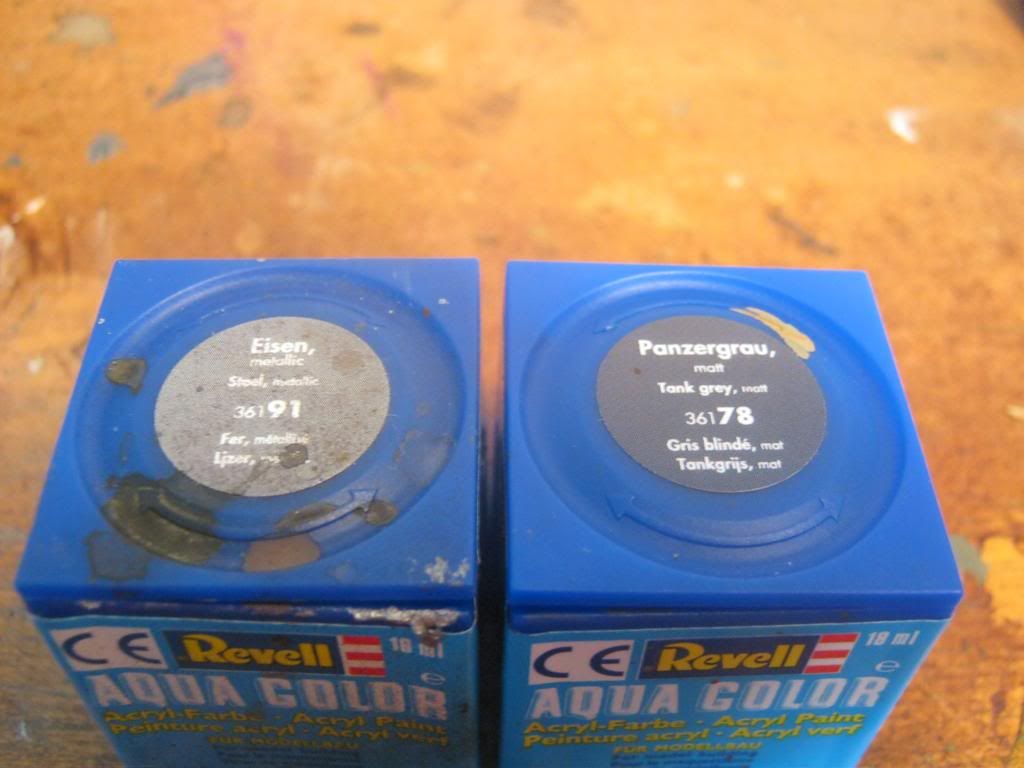 Eisen,
metallic
Steel, metallic
36191
Fer, métallisé
Ijzer,
CE Revell 18 ml
e
AQUA COLOR
Acryl-Farbe · Acryl Paint
Peinture acryl · Acryl verf
FÜR MODELLBAU
Panzergrau,
matt
Tank grey, matt
36178
Gris blindé, mat
Tankgrijs, mat
CE Revell 18 ml
e
AQUA COLOR
Acryl-Farbe · Acryl Paint
Peinture acryl · Acryl verf
FÜR MODELLBAU